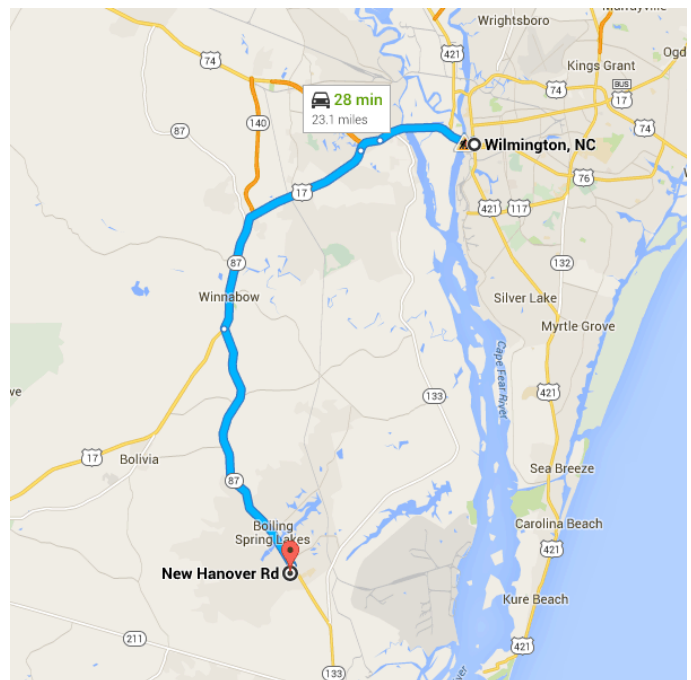 Wrightsboro
Murrayville
421
74
Kings Grant
Ogd
BUS
28 min
23.1 miles
421
74
17
74
87
140
Wilmington, NC
17
76
421
117
132
87
Winnabow
Silver Lake
Myrtle Grove
Cape Fear River
133
421
17
Bolivia
Sea Breeze
87
Boiling
Spring Lakes
Carolina Beach
421
New Hanover Rd
Kure Beach
211
421
133